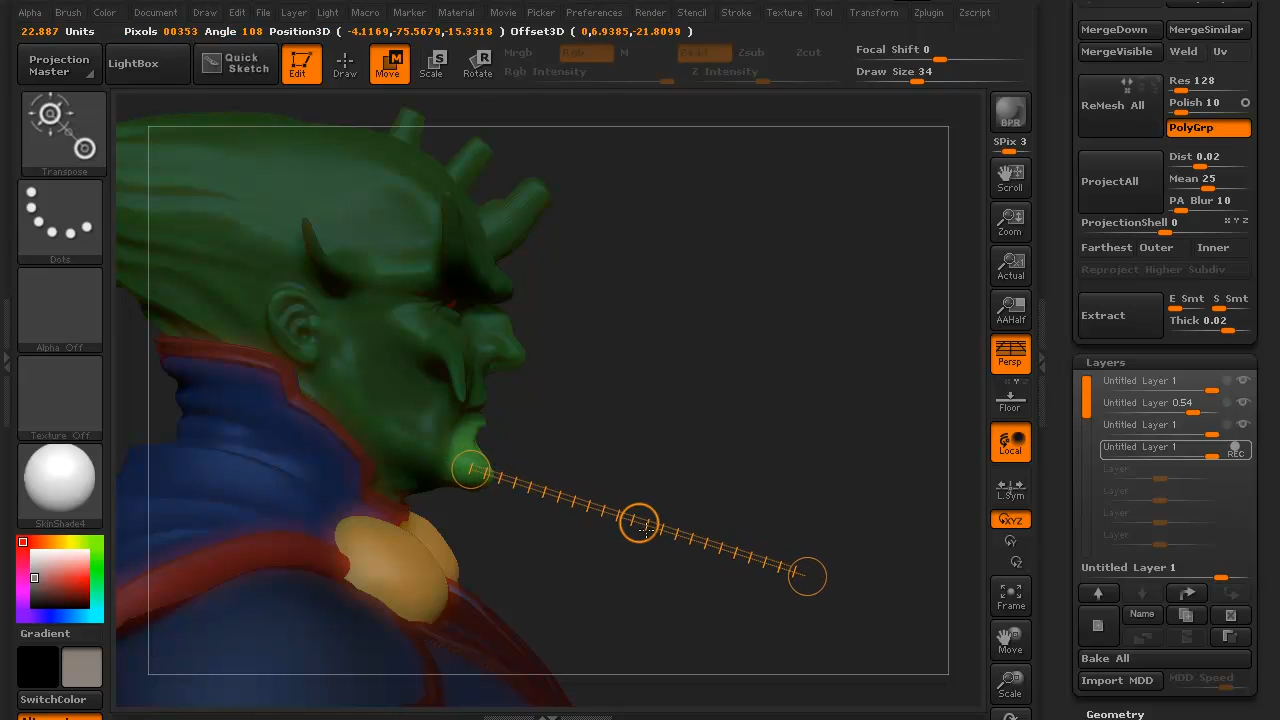 Alpha Brush Color Document Draw Edit File Layer Light Macro Marker Material Movie Picker Preferences Render Stencil Stroke Texture Tool Transform Zplugin Zscript
22.887 Units Pixols 00353 Angle 108 Position3D ( -4.1169,-75.5679,-15.3318 ) Offset3D ( 0,6.9385,-21.8099 )
Projection Master
LightBox
Quick Sketch
Edit
Draw
Move
Scale
Rotate
Mrgb Rgb M Zadd Zsub Zcut
Rgb Intensity
Z Intensity
Focal Shift 0
Draw Size 34
Transpose
Dots
Alpha Off
Texture Off
SkinShade4
Gradient
SwitchColor
BPR
SPix 3
Scroll
Zoom
Actual
AAHalf
Persp
Floor
Local
L.Sym
XYZ
Y
Z
Frame
Move
Scale
MergeDown MergeSimilar
MergeVisible Weld Uv
ReMesh All
Res 128
Polish 10
PolyGrp
ProjectAll
Dist 0.02
Mean 25
PA Blur 10
ProjectionShell 0 X Y Z
Farthest Outer Inner
Reproject Higher Subdiv
Extract
E Smt S Smt
Thick 0.02
Layers
Untitled Layer 1
Untitled Layer 0.54
Untitled Layer 1
Untitled Layer 1
REC
Layer
Layer
Layer
Layer
Untitled Layer 1
Name
Bake All
Import MDD MDD Speed
Geometry